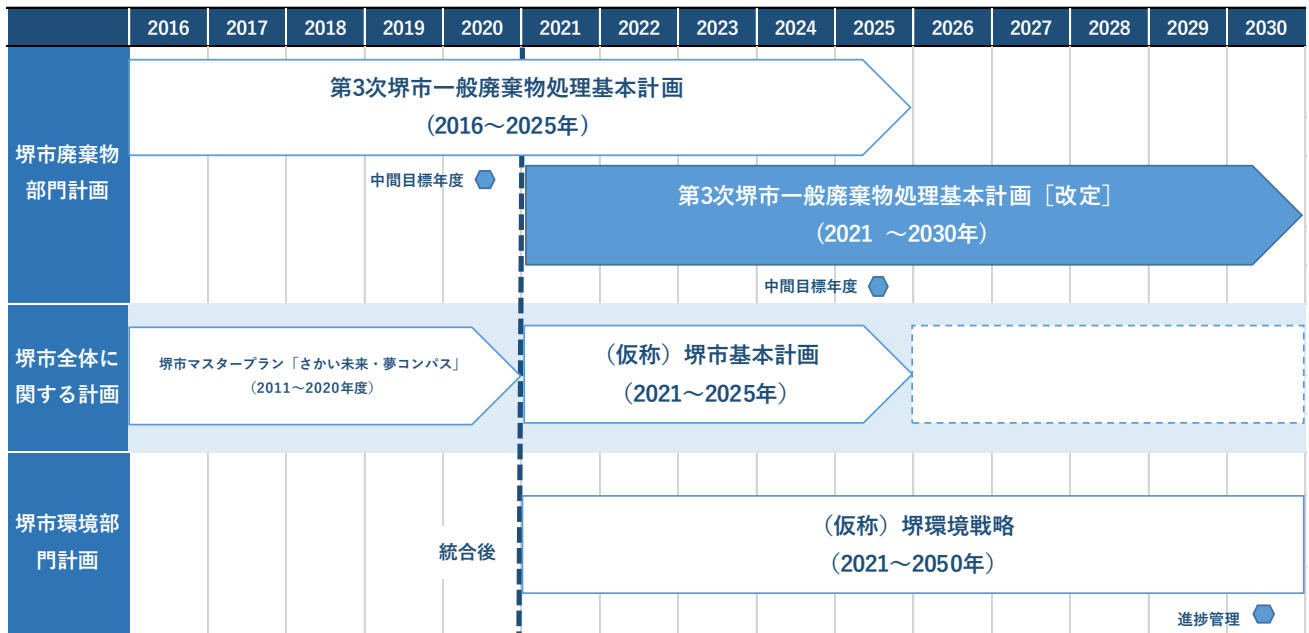 2016 2017 2018 2019 2020 2021 2022 2023 2024 2025 2026 2027 2028 2029 2030
堺市廃棄物
部門計画
第3次堺市一般廃棄物処理基本計画
（2016～2025年）
中間目標年度
第3次堺市一般廃棄物処理基本計画［改定］
（2021 ～2030年）
中間目標年度
堺市全体に
関する計画
堺市マスタープラン「さかい未来・夢コンパス」
（2011～2020年度）
（仮称）堺市基本計画
（2021～2025年）
堺市環境部
門計画
統合後
（仮称）堺環境戦略
（2021～2050年）
進捗管理